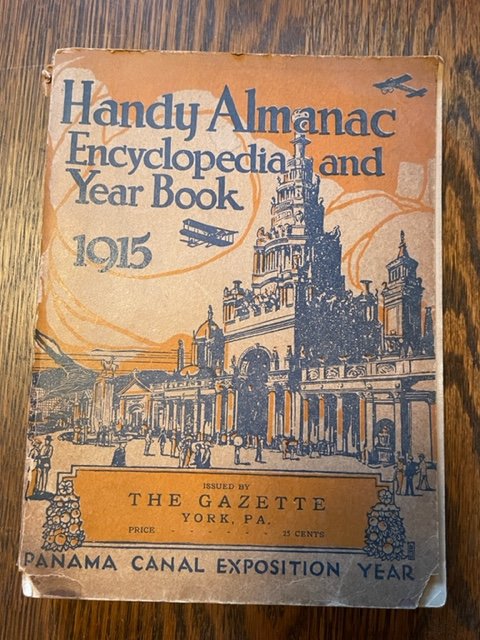 Handy Almanac
Encyclopedia and
Year Book
1915
ISSUED BY
THE GAZETTE
YORK, PA.
PRICE - - - - - - 25 CENTS
PANAMA CANAL EXPOSITION YEAR